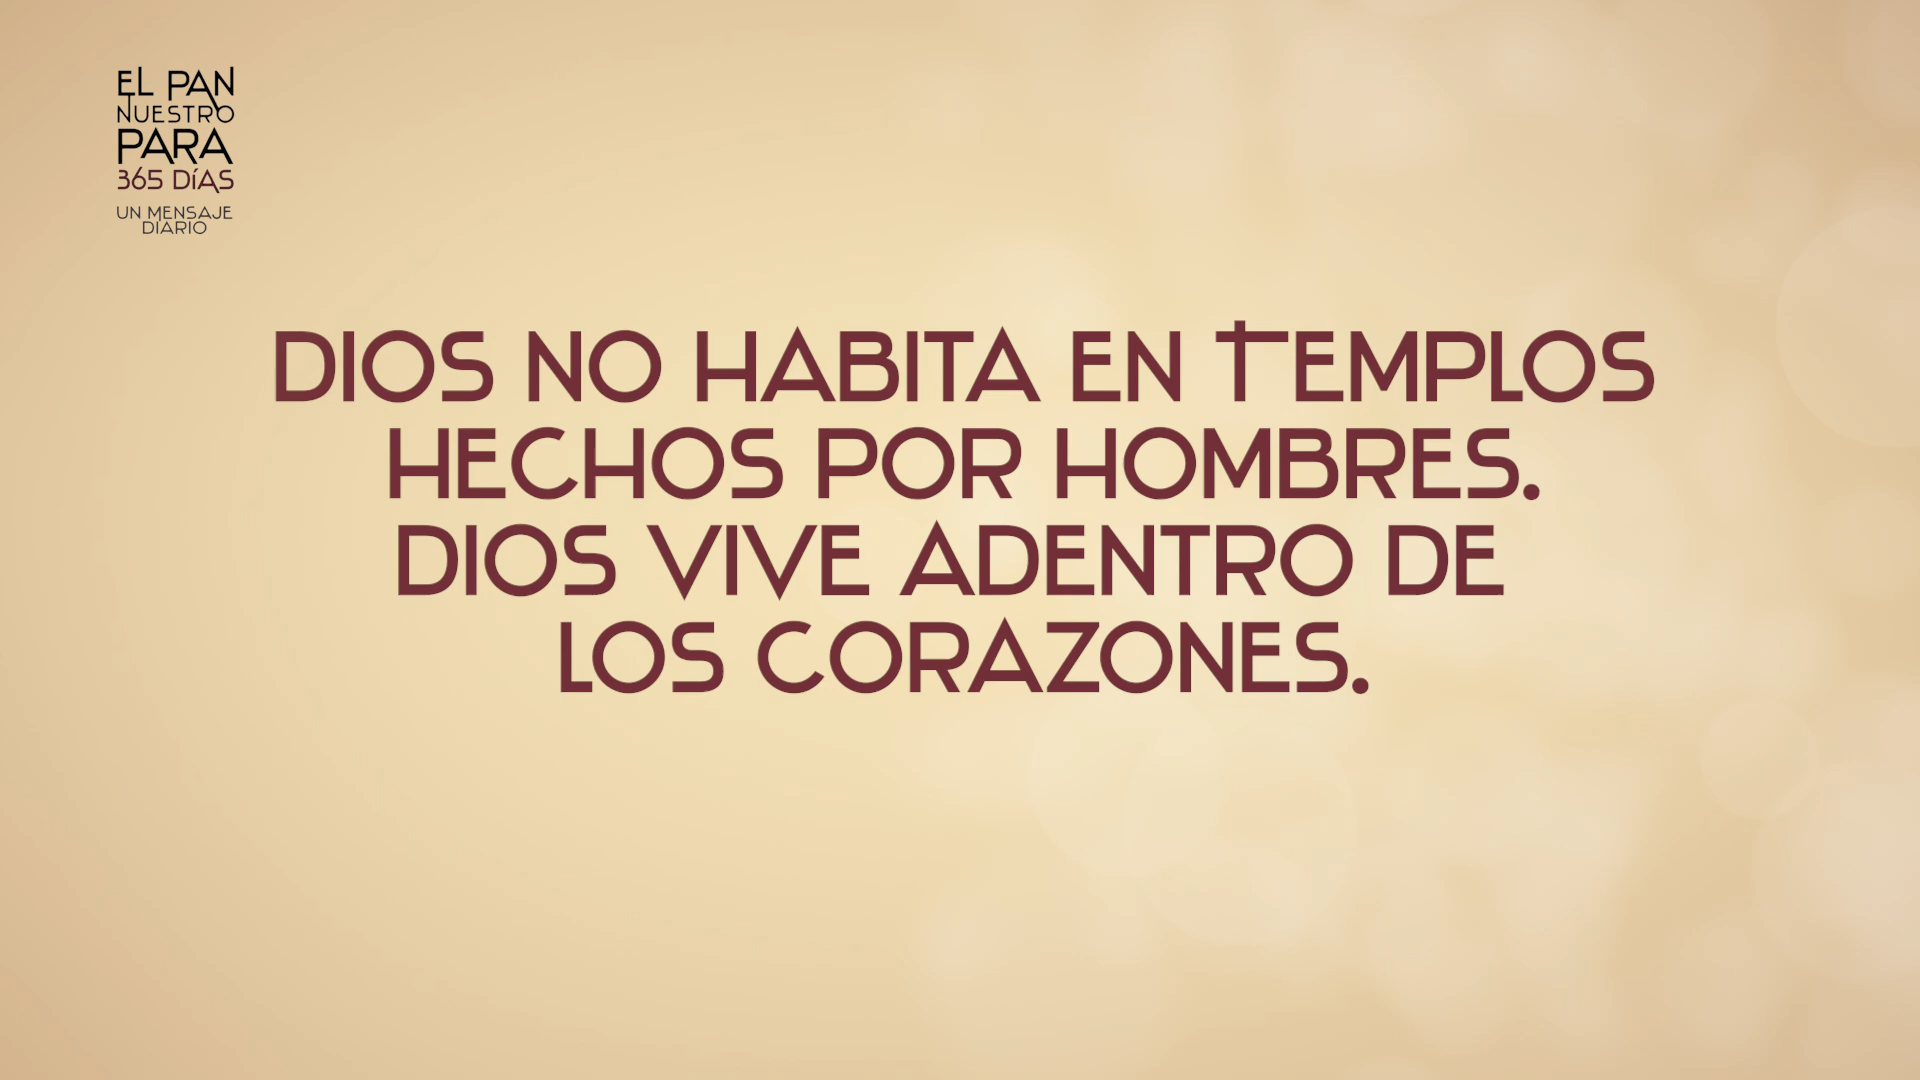 EL PAN
NUESTRO
PARA
365 DíAS
UN MENSAJE
DIARIO
DIOS NO HABITA EN TEMPLOS
HECHOS POR HOMBRES.
DIOS VIVE ADENTRO DE
LOS CORAZONES.